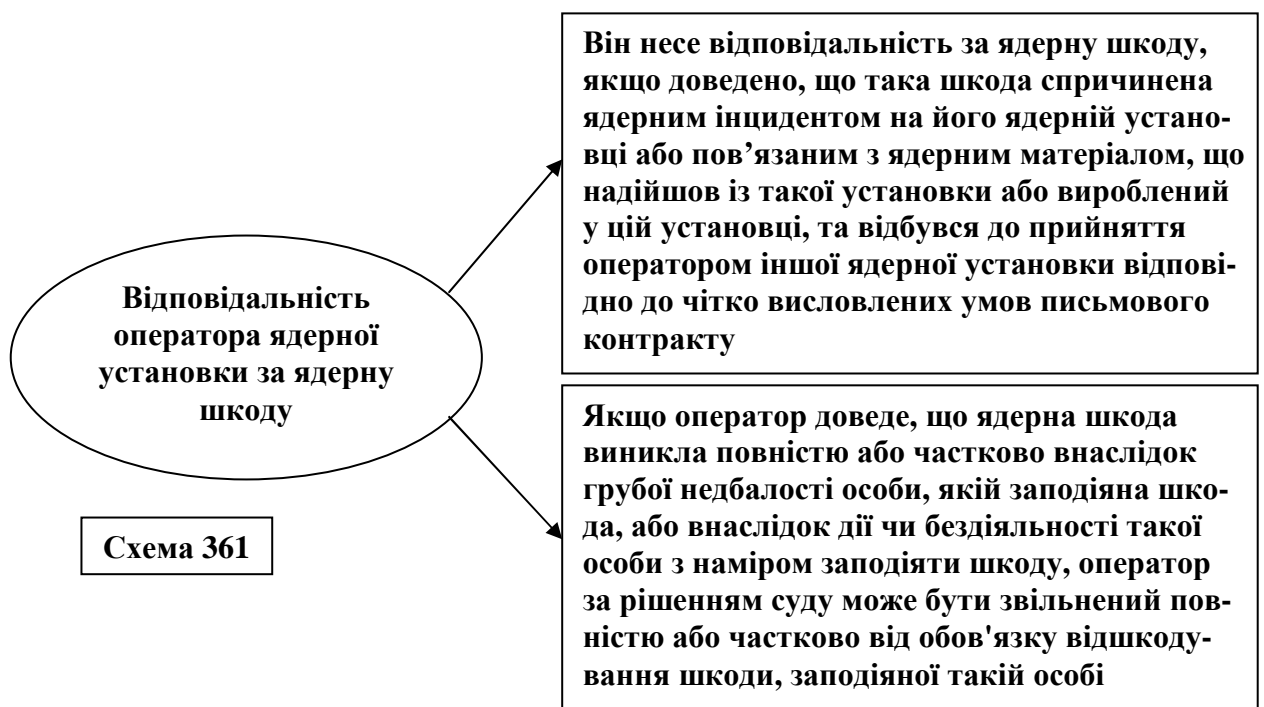 Він несе відповідальність за ядерну шкоду,
якщо доведено, що така шкода спричинена
ядерним інцидентом на його ядерній устано-
вці або пов’язаним з ядерним матеріалом, що
надійшов із такої установки або вироблений
у цій установці, та відбувся до прийняття
оператором іншої ядерної установки відпові-
дно до чітко висловлених умов письмового
контракту
Відповідальність
оператора ядерної
установки за ядерну
шкоду
Якщо оператор доведе, що ядерна шкода
виникла повністю або частково внаслідок
грубої недбалості особи, якій заподіяна шко-
да, або внаслідок дії чи бездіяльності такої
особи з наміром заподіяти шкоду, оператор
за рішенням суду може бути звільнений пов-
ністю або частково від обов'язку відшкоду-
вання шкоди, заподіяної такій особі
Схема 361